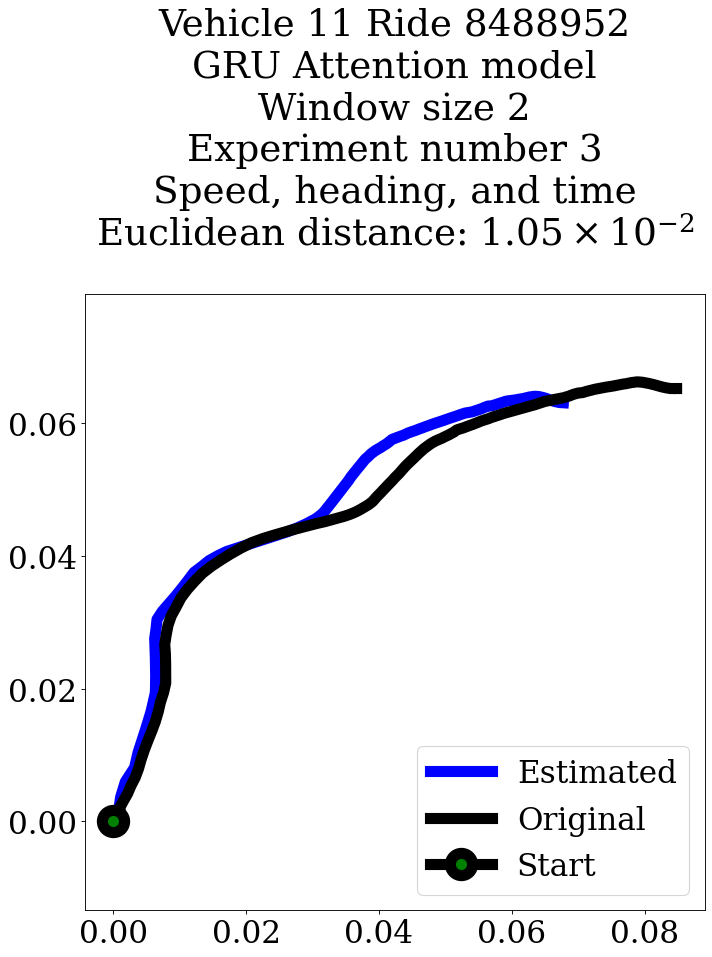 Vehicle 11 Ride 8488952
GRU Attention model
Window size 2
Experiment number 3
Speed, heading, and time
Euclidean distance: 1.05 × 10⁻²
0.06
0.04
0.02
0.00
Estimated
Original
Start
0.00 0.02 0.04 0.06 0.08